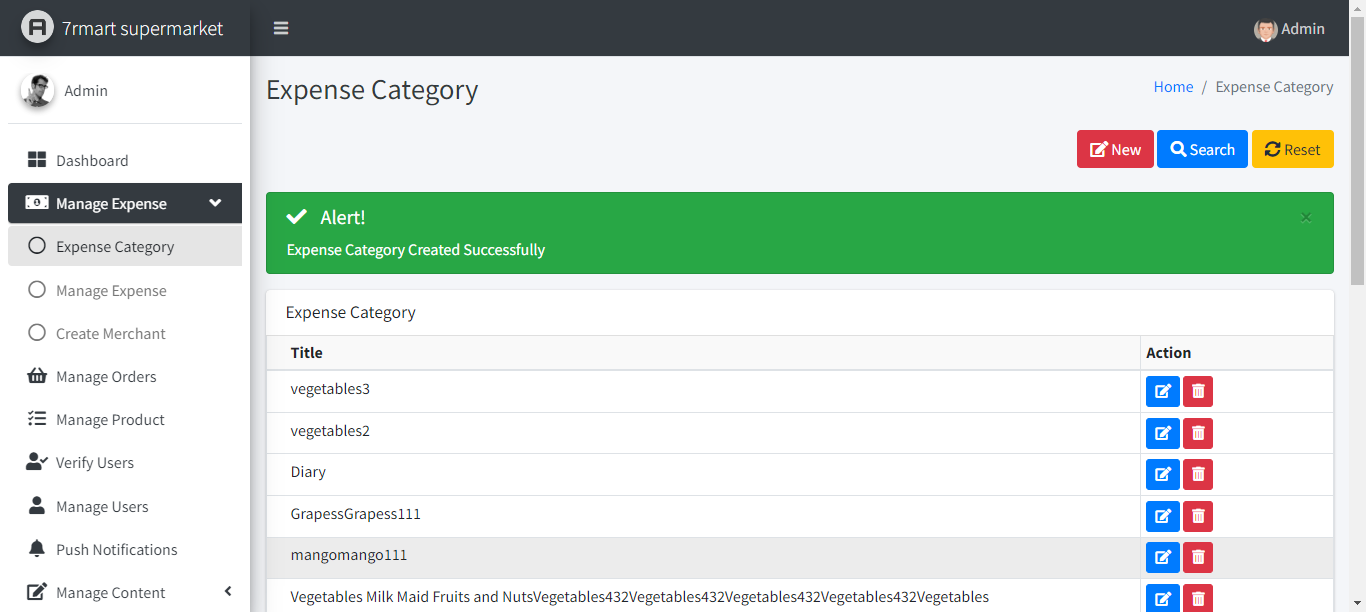 7rmart supermarket
Admin
Admin
Dashboard
Manage Expense
Expense Category
Manage Expense
Create Merchant
Manage Orders
Manage Product
Verify Users
Manage Users
Push Notifications
Manage Content
Expense Category
Home / Expense Category
New Search Reset
Alert! ×
Expense Category Created Successfully
Expense Category
Title Action
vegetables3
vegetables2
Diary
GrapessGrapess111
mangomango111
Vegetables Milk Maid Fruits and NutsVegetables432Vegetables432Vegetables432Vegetables432Vegetables